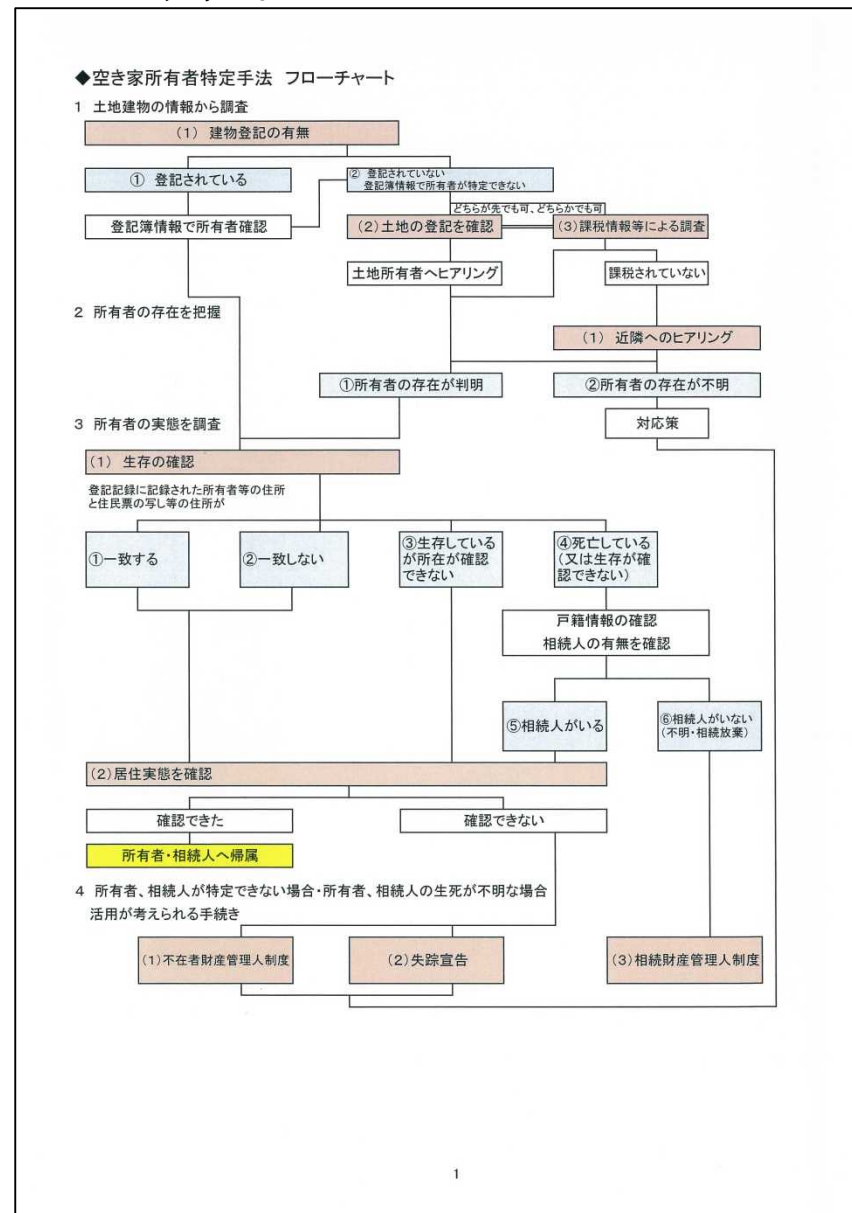 ◆空き家所有者特定手法 フローチャート
1 土地建物の情報から調査
(1) 建物登記の有無
① 登記されている
② 登記されていない
登記簿情報で所有者が特定できない
どちらが先でも可、どちらかでも可
登記簿情報で所有者確認
(2)土地の登記を確認
(3)課税情報等による調査
土地所有者へヒアリング
課税されていない
2 所有者の存在を把握
(1) 近隣へのヒアリング
①所有者の存在が判明
②所有者の存在が不明
3 所有者の実態を調査
対応策
(1) 生存の確認
登記記録に記録された所有者等の住所
と住民票の写し等の住所が
①一致する
②一致しない
③生存している
が所在が確認
できない
④死亡している
(又は生存が確
認できない)
戸籍情報の確認
相続人の有無を確認
⑤相続人がいる
⑥相続人がいない
(不明・相続放棄)
(2)居住実態を確認
確認できた
確認できない
所有者・相続人へ帰属
4 所有者、相続人が特定できない場合・所有者、相続人の生死が不明な場合
活用が考えられる手続き
(1)不在者財産管理人制度
(2)失踪宣告
(3)相続財産管理人制度
1